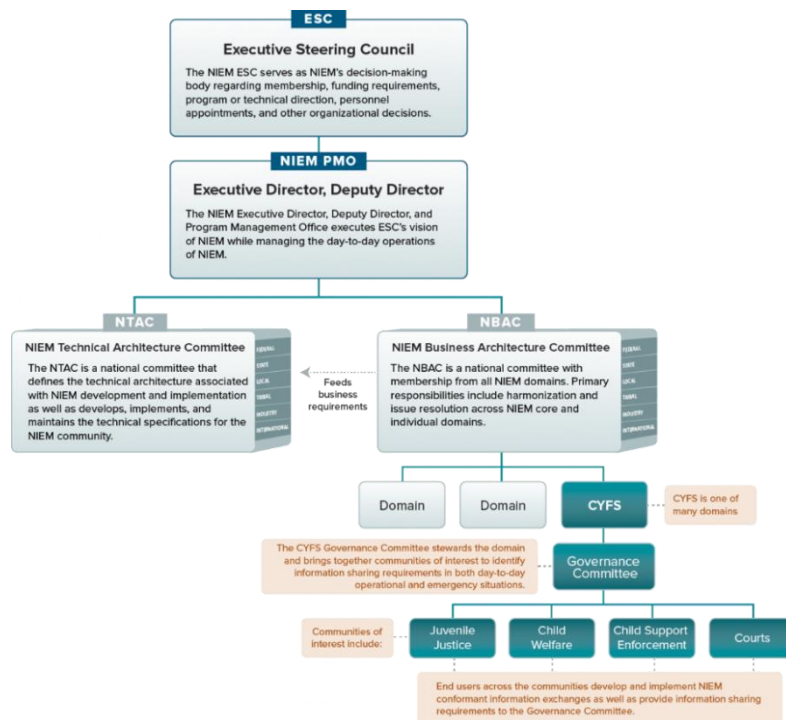 ESC
Executive Steering Council
The NIEM ESC serves as NIEM's decision-making
body regarding membership, funding requirements,
program or technical direction, personnel
appointments, and other organizational decisions.
NIEM PMO
Executive Director, Deputy Director
The NIEM Executive Director, Deputy Director, and
Program Management Office executes ESC's vision
of NIEM while managing the day-to-day operations
of NIEM.
NTAC
NIEM Technical Architecture Committee
The NTAC is a national committee that
defines the technical architecture associated
with NIEM development and implementation
as well as develops, implements, and
maintains the technical specifications for the
NIEM community.
FEDERAL
STATE
LOCAL
TRIBAL
INDUSTRY
INTERNATIONAL
Feeds
business
requirements
NBAC
NIEM Business Architecture Committee
The NBAC is a national committee with
membership from all NIEM domains. Primary
responsibilities include harmonization and
issue resolution across NIEM core and
individual domains.
FEDERAL
STATE
LOCAL
TRIBAL
INDUSTRY
INTERNATIONAL
Domain
Domain
CYFS
CYFS is one of
many domains
The CYFS Governance Committee stewards the domain
and brings together communities of interest to identify
information sharing requirements in both day-to-day
operational and emergency situations.
Governance
Committee
Communities of
interest include:
Juvenile
Justice
Child
Welfare
Child Support
Enforcement
Courts
End users across the communities develop and implement NIEM
conformant information exchanges as well as provide information sharing
requirements to the Governance Committee.